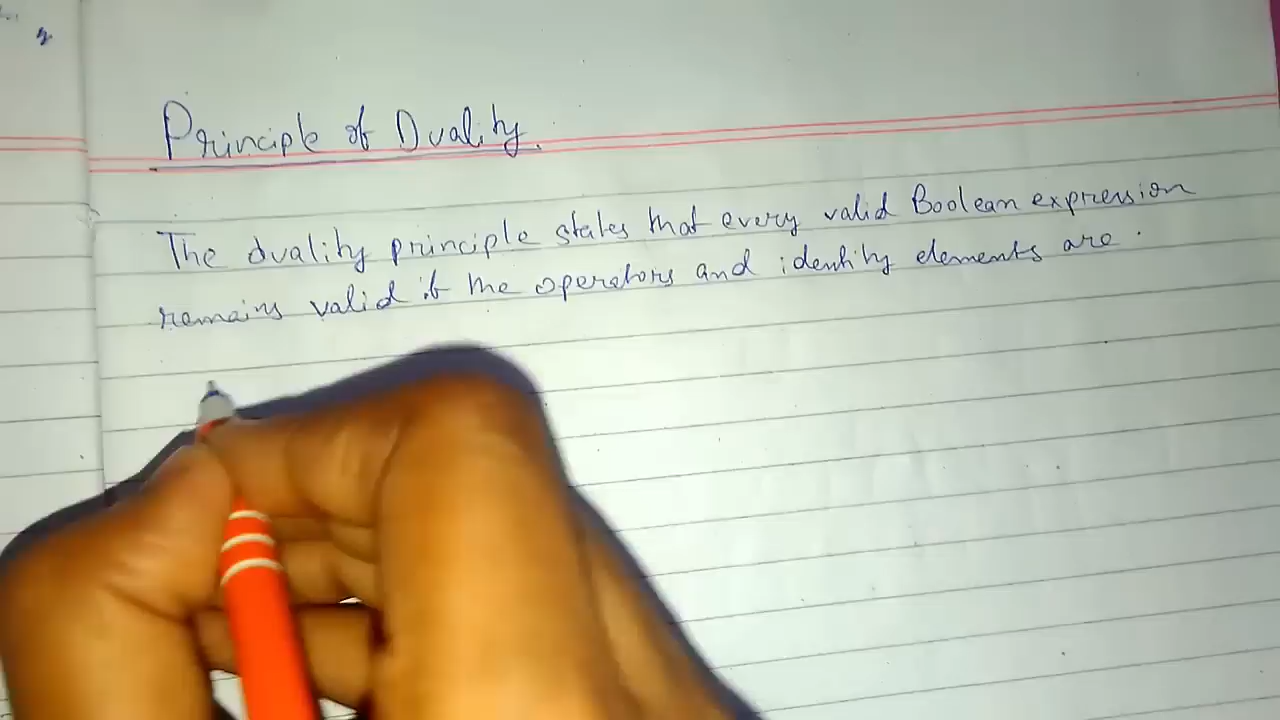 Principle of Duality.
The duality principle states that every valid Boolean expression
remains valid if the operators and identity elements are